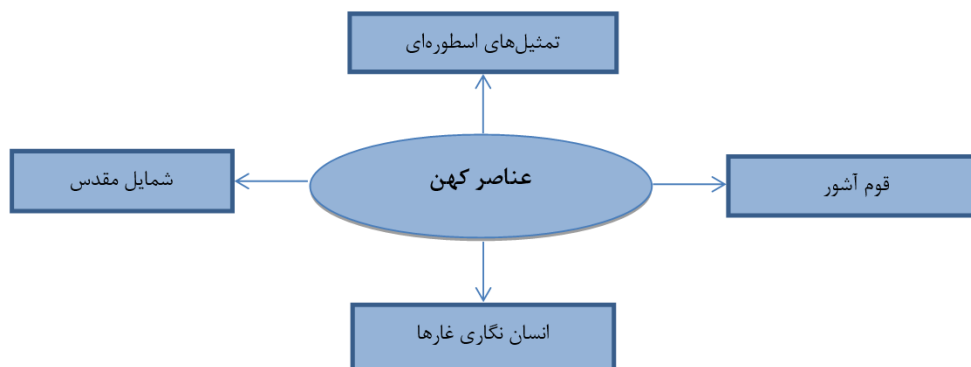 تمثیل‌های اسطوره‌ای
عناصر کهن
قوم آشور
شمایل مقدس
انسان نگاری غارها